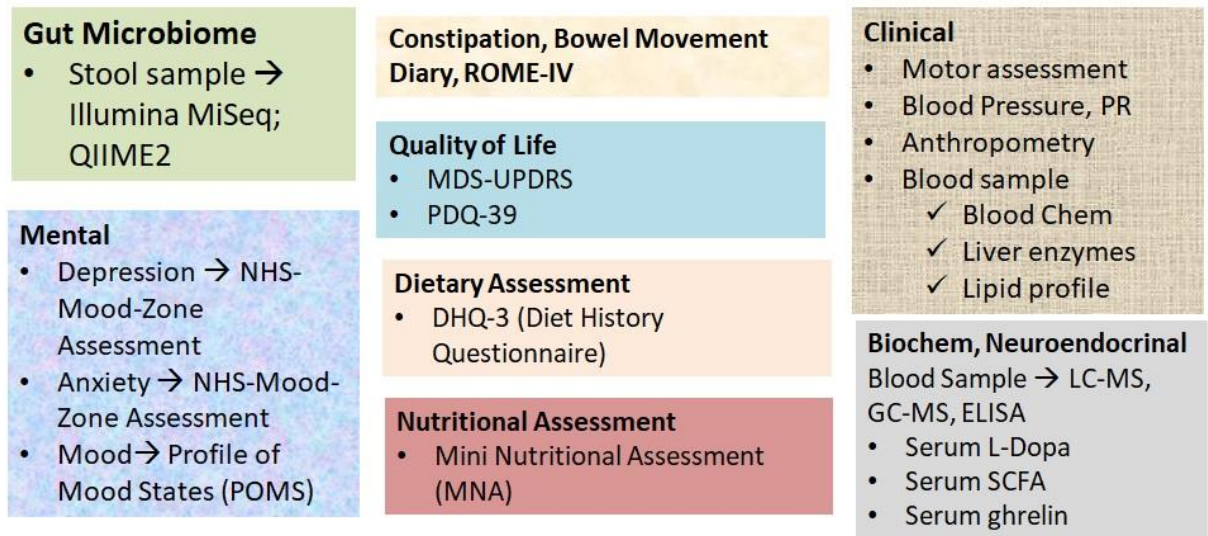 Gut Microbiome
• Stool sample → 
Illumina MiSeq;
QIIME2
Mental
• Depression → NHS-
Mood-Zone
Assessment
• Anxiety → NHS-Mood-
Zone Assessment
• Mood→ Profile of
Mood States (POMS)
Constipation, Bowel Movement
Diary, ROME-IV
Quality of Life
• MDS-UPDRS
• PDQ-39
Dietary Assessment
• DHQ-3 (Diet History
Questionnaire)
Nutritional Assessment
• Mini Nutritional Assessment
(MNA)
Clinical
• Motor assessment
• Blood Pressure, PR
• Anthropometry
• Blood sample
✓ Blood Chem
✓ Liver enzymes
✓ Lipid profile
Biochem, Neuroendocrinal
Blood Sample → LC-MS,
GC-MS, ELISA
• Serum L-Dopa
• Serum SCFA
• Serum ghrelin